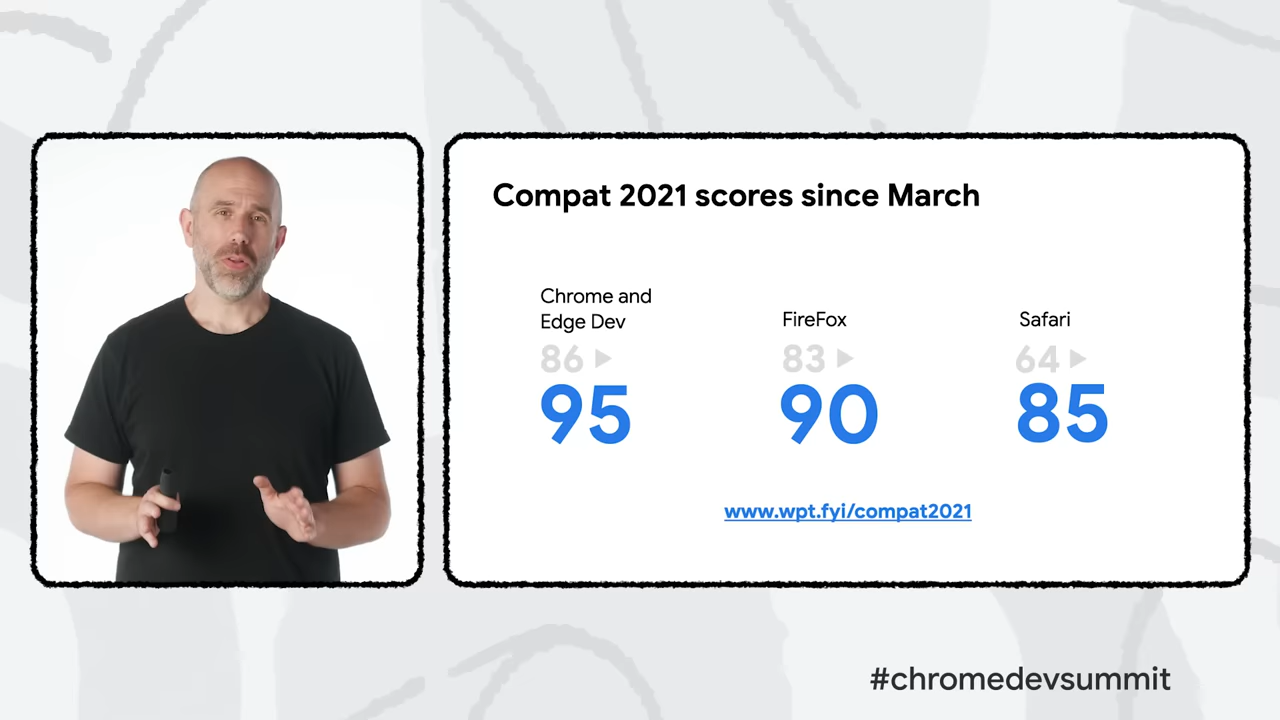 Compat 2021 scores since March
Chrome and
Edge Dev
86
95
FireFox
83
90
Safari
64
85
www.wpt.fyi/compat2021
#chromedevsummit